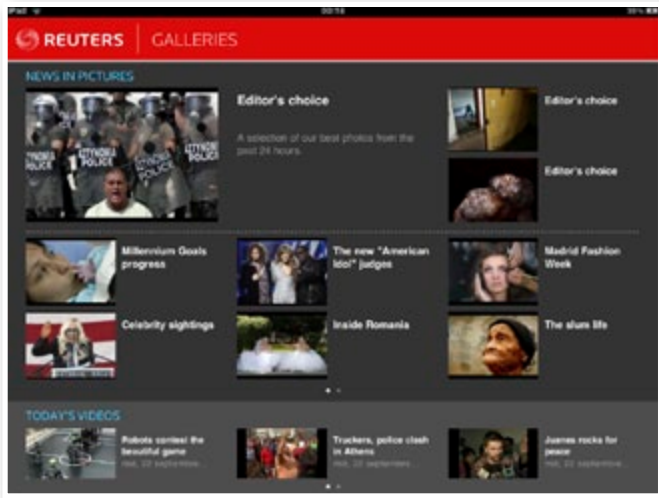 iPad
00:14
REUTERS GALLERIES
NEWS IN PICTURES
Editor's choice
A selection of our best photos from the
past 24 hours.
Editor's choice
Editor's choice
ΑΣΤΥΝΟΜΙΑ
POLICE
POLICE
Millennium Goals
progress
The new "American
Idol" judges
Madrid Fashion
Week
Celebrity sightings
Inside Romania
The slum life
TODAY'S VIDEOS
Robots contest the
beautiful game
Truckers, police clash
in Athens
Juanes rocks for
peace